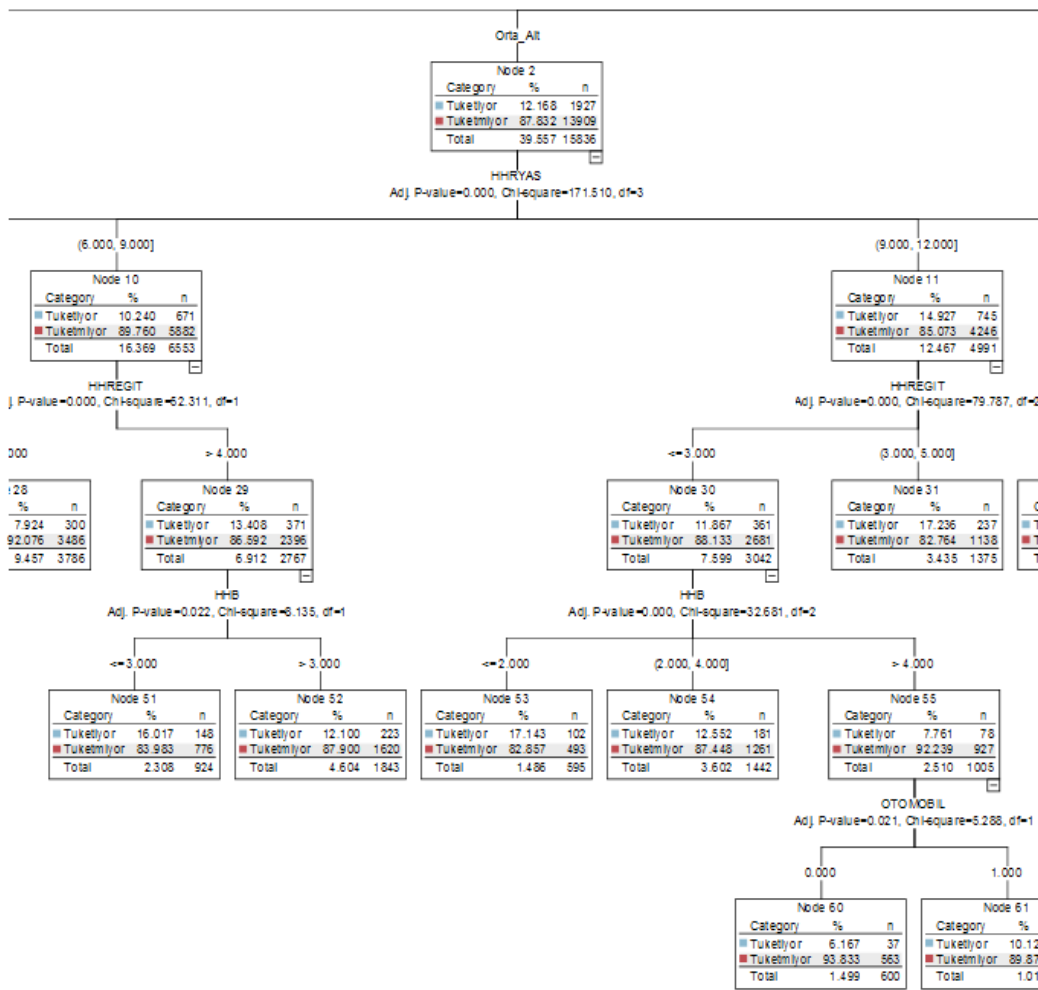 Orta_Alt
Node 2
Category % n
Tuketiyor 12.168 1927
Tuketmiyor 87.832 13909
Total 39.557 15836
HHRYAS
Adj. P-value=0.000, Chi-square=171.510, df=3
(6.000, 9.000]
(9.000, 12.000]
Node 10
Category % n
Tuketiyor 10.240 671
Tuketmiyor 89.760 5882
Total 16.369 6553
Node 11
Category % n
Tuketiyor 14.927 745
Tuketmiyor 85.073 4246
Total 12.467 4991
HHREGIT
P-value=0.000, Chi-square=52.311, df=1
HHREGIT
Adj. P-value=0.000, Chi-square=79.787, df=2
000
> 4.000
<=3.000
(3.000, 5.000]
28
% n
7.924 300
92.076 3486
9.457 3786
Node 29
Category % n
Tuketiyor 13.408 371
Tuketmiyor 86.592 2396
Total 6.912 2767
Node 30
Category % n
Tuketiyor 11.867 361
Tuketmiyor 88.133 2681
Total 7.599 3042
Node 31
Category % n
Tuketiyor 17.236 237
Tuketmiyor 82.764 1138
Total 3.435 1375
HHB
Adj. P-value=0.022, Chi-square=8.135, df=1
HHB
Adj. P-value=0.000, Chi-square=32.681, df=2
<=3.000
> 3.000
<=2.000
(2.000, 4.000]
> 4.000
Node 51
Category % n
Tuketiyor 16.017 148
Tuketmiyor 83.983 776
Total 2.308 924
Node 52
Category % n
Tuketiyor 12.100 223
Tuketmiyor 87.900 1620
Total 4.604 1843
Node 53
Category % n
Tuketiyor 17.143 102
Tuketmiyor 82.857 493
Total 1.486 595
Node 54
Category % n
Tuketiyor 12.552 181
Tuketmiyor 87.448 1261
Total 3.602 1442
Node 55
Category % n
Tuketiyor 7.761 78
Tuketmiyor 92.239 927
Total 2.510 1005
OTOMOBIL
Adj. P-value=0.021, Chi-square=5.288, df=1
0.000
1.000
Node 60
Category % n
Tuketiyor 6.167 37
Tuketmiyor 93.833 563
Total 1.499 600
Node 61
Category %
Tuketiyor 10.12
Tuketmiyor 89.87
Total 1.01